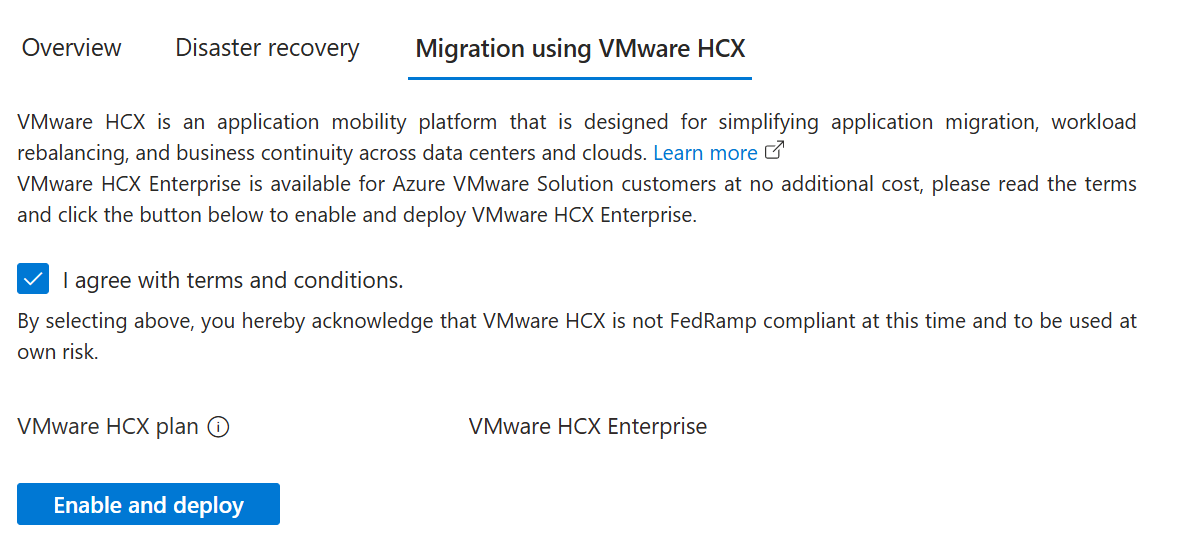 Overview Disaster recovery Migration using VMware HCX
VMware HCX is an application mobility platform that is designed for simplifying application migration, workload
rebalancing, and business continuity across data centers and clouds. Learn more
VMware HCX Enterprise is available for Azure VMware Solution customers at no additional cost, please read the terms
and click the button below to enable and deploy VMware HCX Enterprise.
I agree with terms and conditions.
By selecting above, you hereby acknowledge that VMware HCX is not FedRamp compliant at this time and to be used at
own risk.
VMware HCX plan VMware HCX Enterprise
Enable and deploy